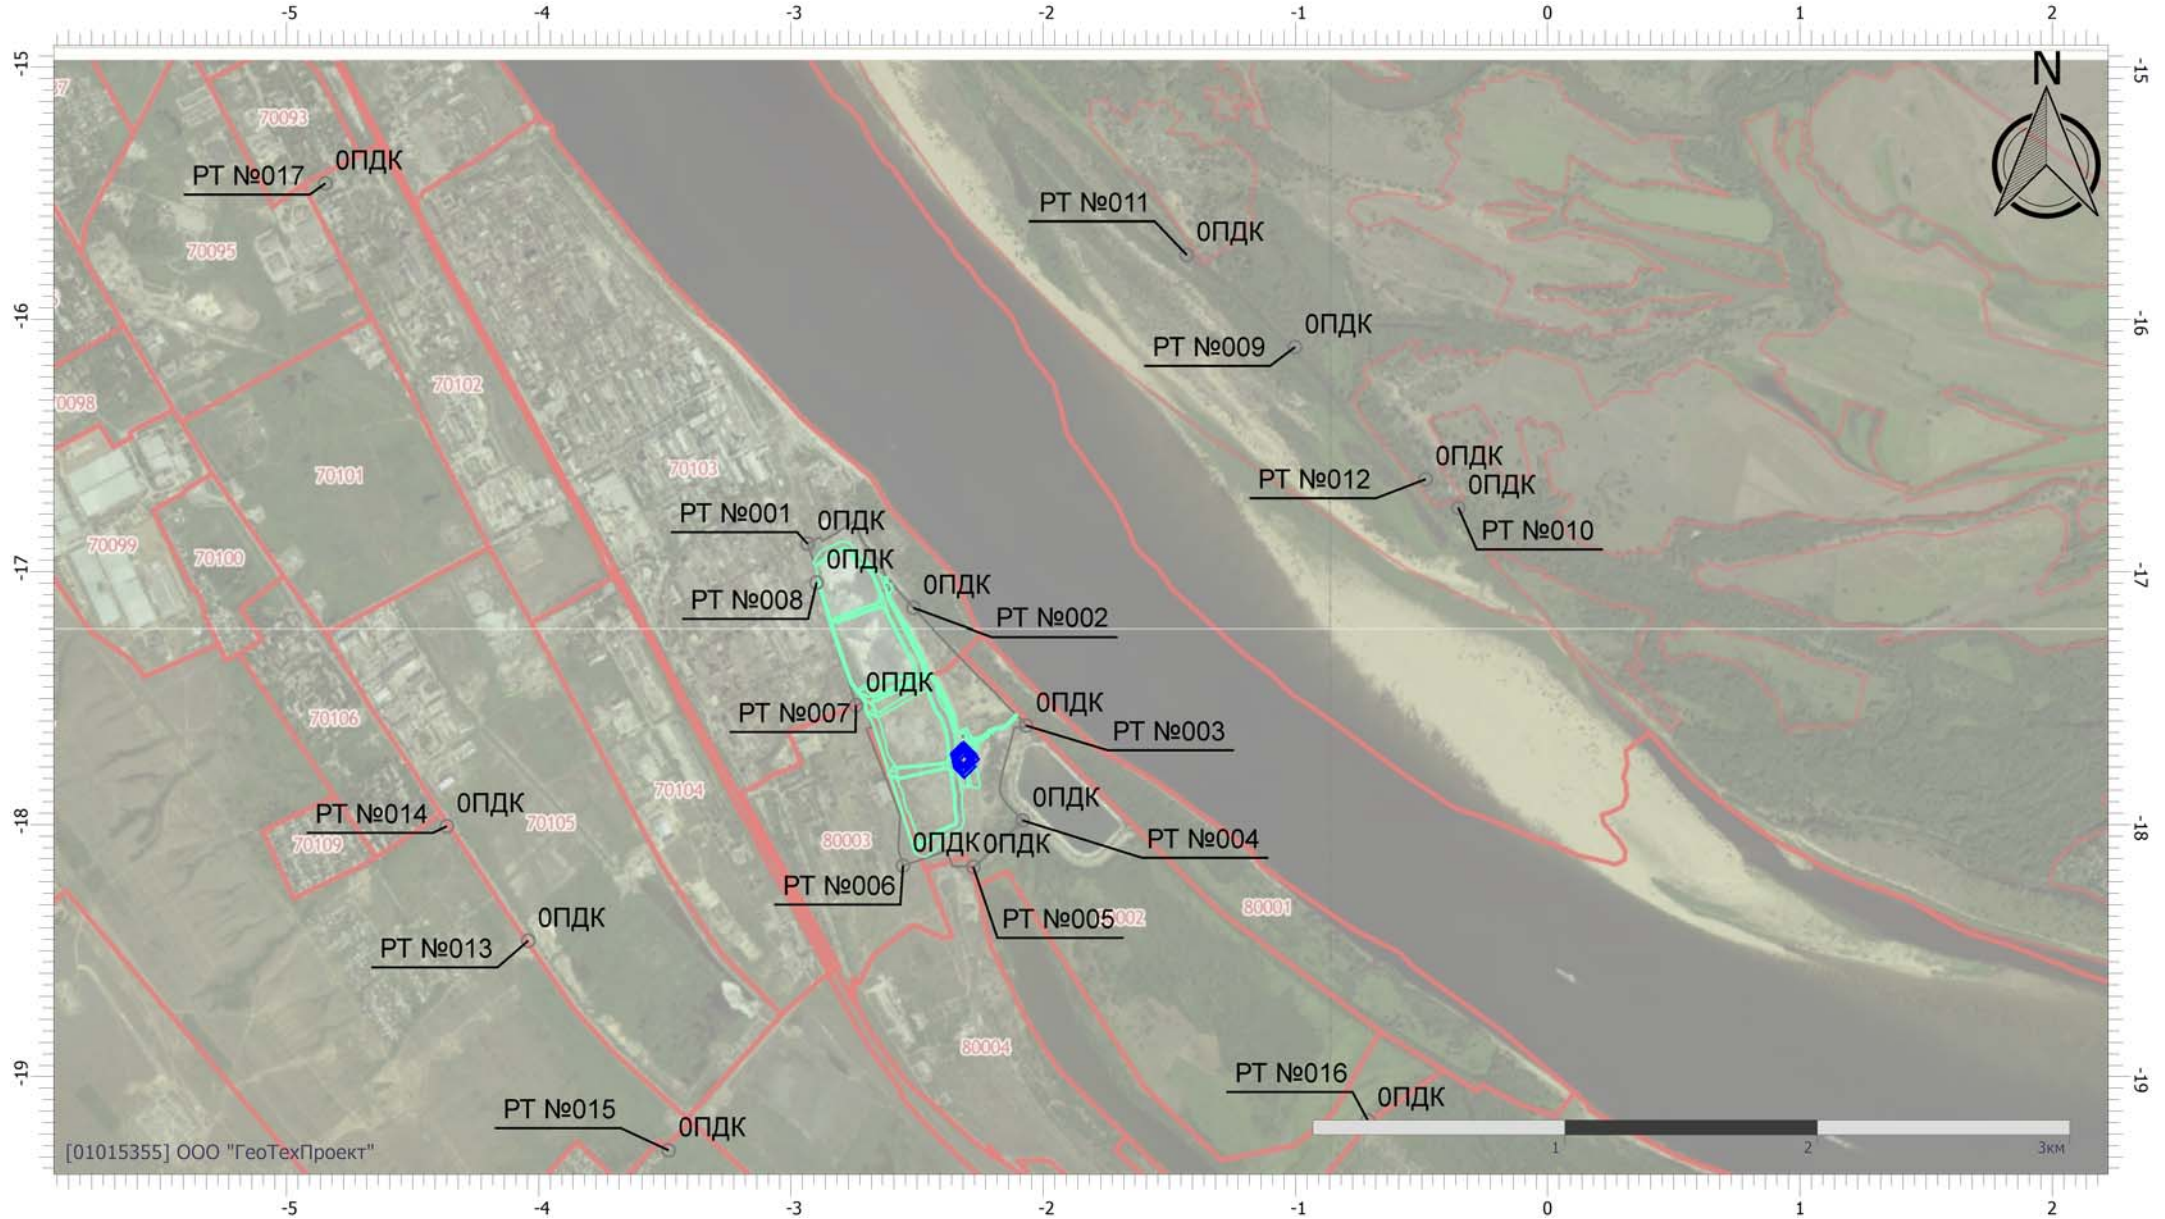 -5 -4 -3 -2 -1 0 1 2
-15 -15
N
70093
0ПДК
РТ №017
70095
РТ №011
0ПДК
-16 -16
0ПДК
РТ №009
70102
70101
70103
0ПДК
РТ №012
0ПДК
РТ №010
РТ №001
0ПДК
70099
70100
0ПДК
-17 -17
0ПДК
РТ №008
РТ №002
0ПДК
РТ №007
0ПДК
РТ №003
70106
70104
0ПДК
РТ №014
0ПДК
70105
-18 -18
70109
80003
0ПДК
0ПДК
РТ №004
РТ №006
80001
0ПДК
РТ №005
РТ №013
80004
-19 -19
РТ №016
0ПДК
РТ №015
0ПДК
[01015355] ООО "ГеоТехПроект"
1 2 3км
-5 -4 -3 -2 -1 0 1 2